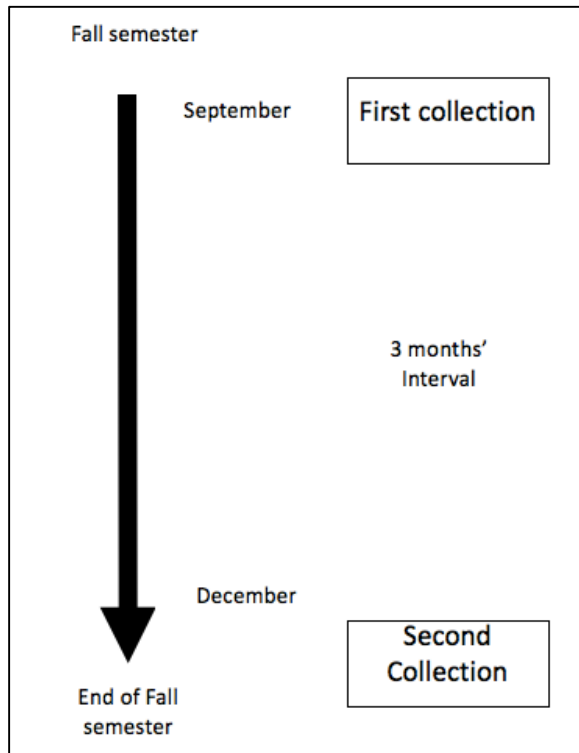 Fall semester
September
First collection
3 months’
Interval
December
Second
Collection
End of Fall
semester